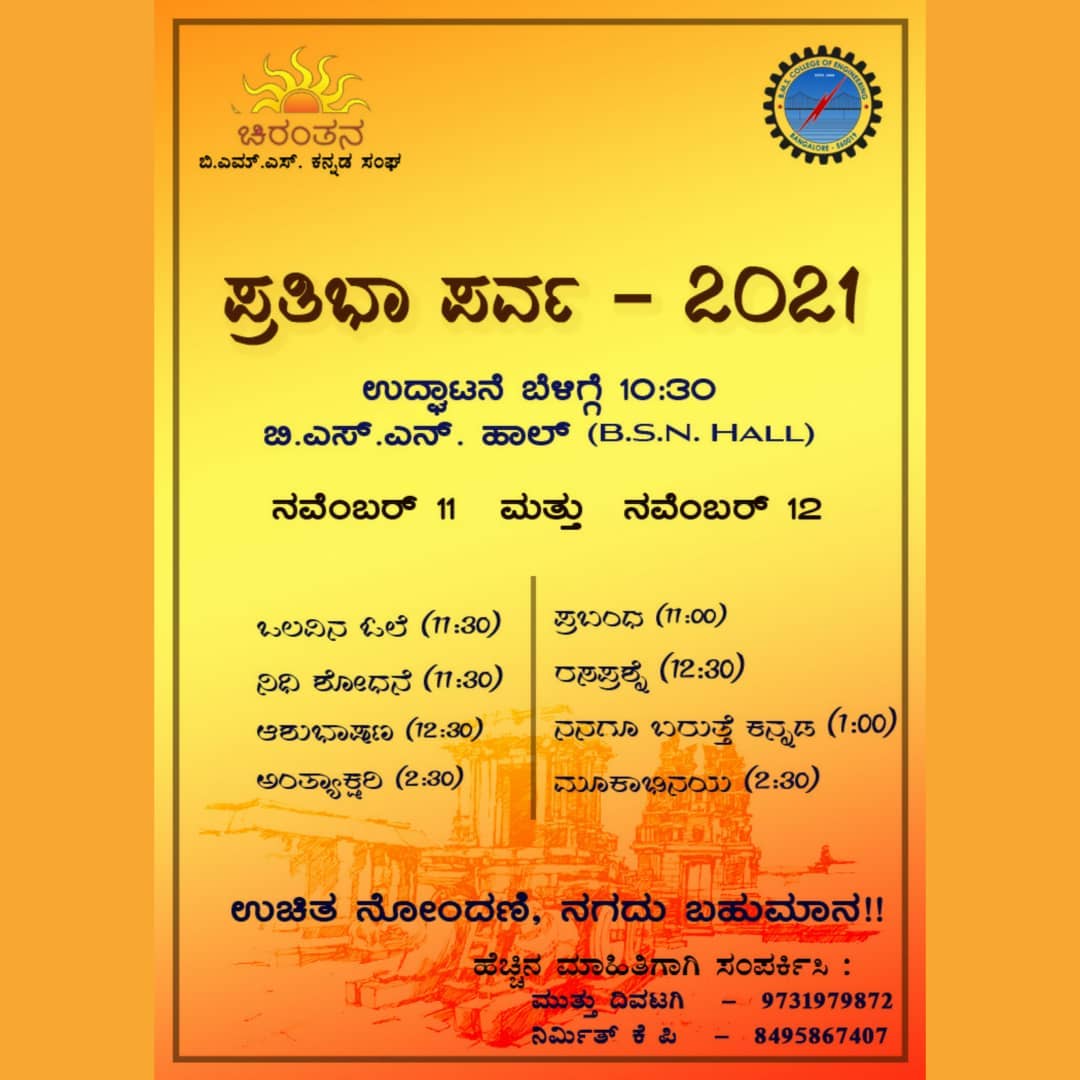 ಚಿರಂತನ
ಬಿ.ಎಮ್.ಎಸ್. ಕನ್ನಡ ಸಂಘ
B.M.S. COLLEGE OF ENGINEERING
BANGALORE - 560019
ಪ್ರತಿಭಾ ಪರ್ವ - 2021
ಉದ್ಘಾಟನೆ ಬೆಳಿಗ್ಗೆ 10:30
ಬಿ.ಎಸ್.ಎನ್. ಹಾಲ್ (B.S.N. HALL)
ನವೆಂಬರ್ 11 ಮತ್ತು ನವೆಂಬರ್ 12
ಒಲವಿನ ಓಲೆ (11:30)
ನಿಧಿ ಶೋಧನೆ (11:30)
ಆಶುಭಾಷಣ (12:30)
ಅಂತ್ಯಾಕ್ಷರಿ (2:30)
ಪ್ರಬಂಧ (11:00)
ರಸಪ್ರಶ್ನೆ (12:30)
ನನಗೂ ಬರುತ್ತೆ ಕನ್ನಡ (1:00)
ಮೂಕಾಭಿನಯ (2:30)
ಉಚಿತ ನೋಂದಣಿ, ನಗದು ಬಹುಮಾನ!!
ಹೆಚ್ಚಿನ ಮಾಹಿತಿಗಾಗಿ ಸಂಪರ್ಕಿಸಿ :
ಮುತ್ತು ದಿವಟಗಿ - 9731979872
ನಿರ್ಮಿತ್ ಕೆ ಪಿ - 8495867407